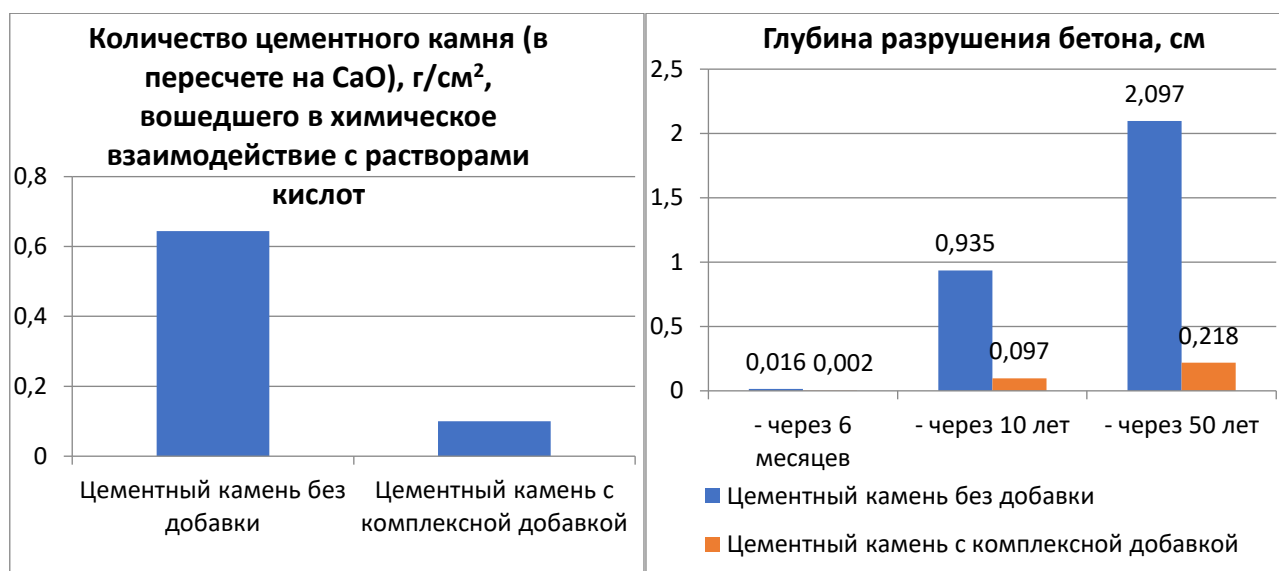 Количество цементного камня (в
пересчете на CaO), г/см²,
вошедшего в химическое
взаимодействие с растворами
кислот
0,8
0,6
0,4
0,2
0
Цементный камень без
добавки
Цементный камень с
комплексной добавкой
Глубина разрушения бетона, см
2,5
2
1,5
1
0,5
0
0,016
0,002
0,935
0,097
2,097
0,218
- через 6
месяцев
- через 10 лет
- через 50 лет
Цементный камень без добавки
Цементный камень с комплексной добавкой